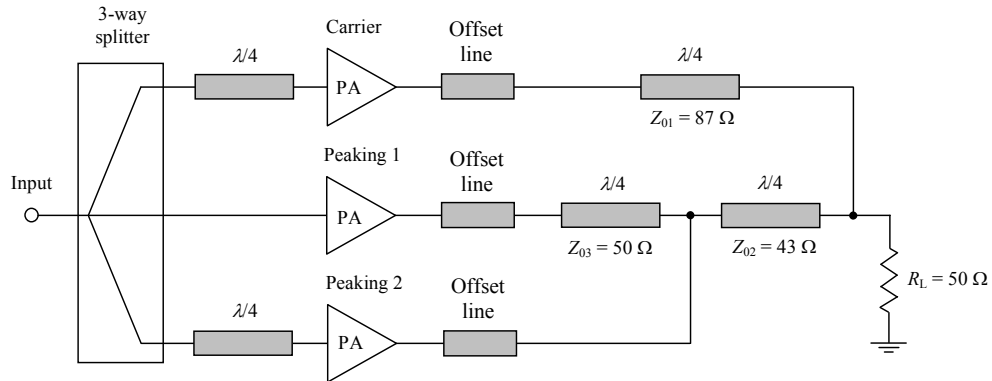 3-way
splitter
Carrier
Offset
line
λ/4
λ/4
PA
Z01 = 87 Ω
Peaking 1
Offset
line
λ/4
λ/4
Input
PA
Z03 = 50 Ω
Z02 = 43 Ω
RL = 50 Ω
Peaking 2
Offset
line
λ/4
PA